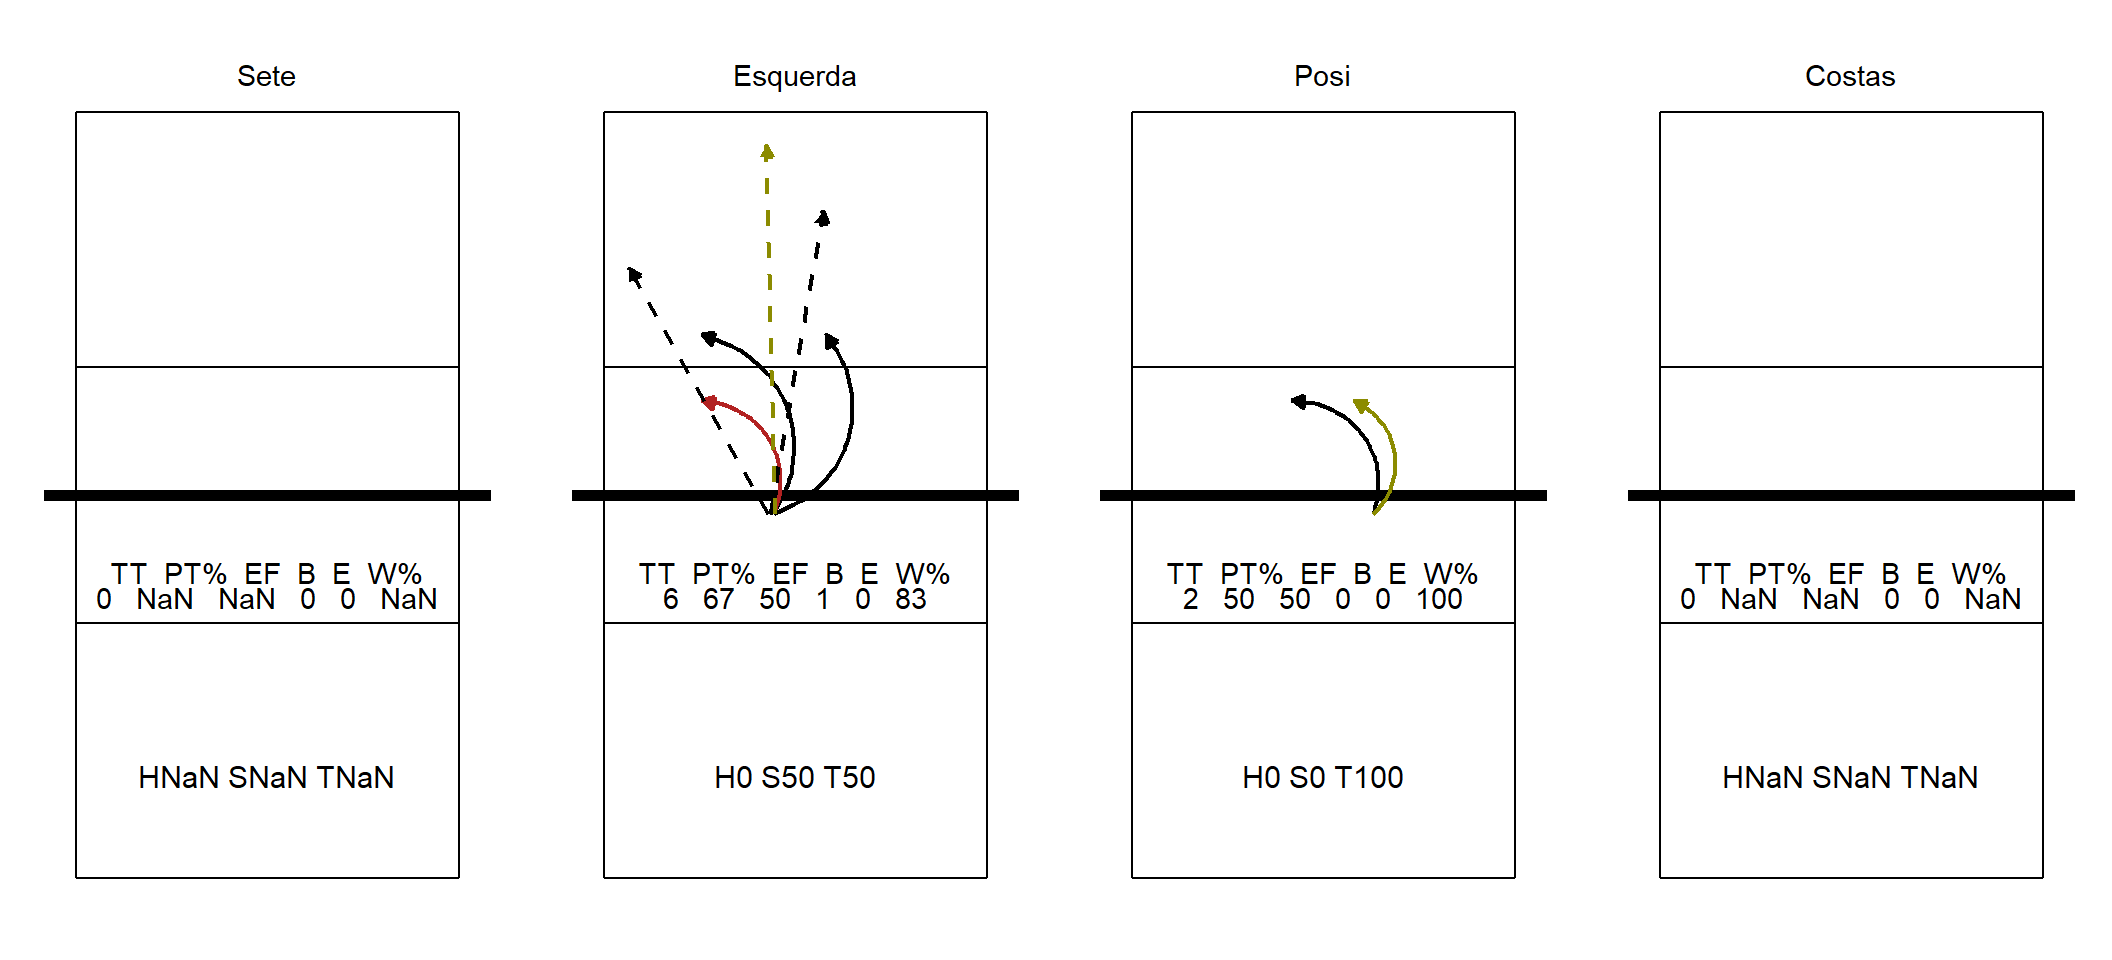 Sete
TT PT% EF B E W%
0 NaN NaN 0 0 NaN
HNaN SNaN TNaN
Esquerda
TT PT% EF B E W%
6 67 50 1 0 83
H0 S50 T50
Posi
TT PT% EF B E W%
2 50 50 0 0 100
H0 S0 T100
Costas
TT PT% EF B E W%
0 NaN NaN 0 0 NaN
HNaN SNaN TNaN